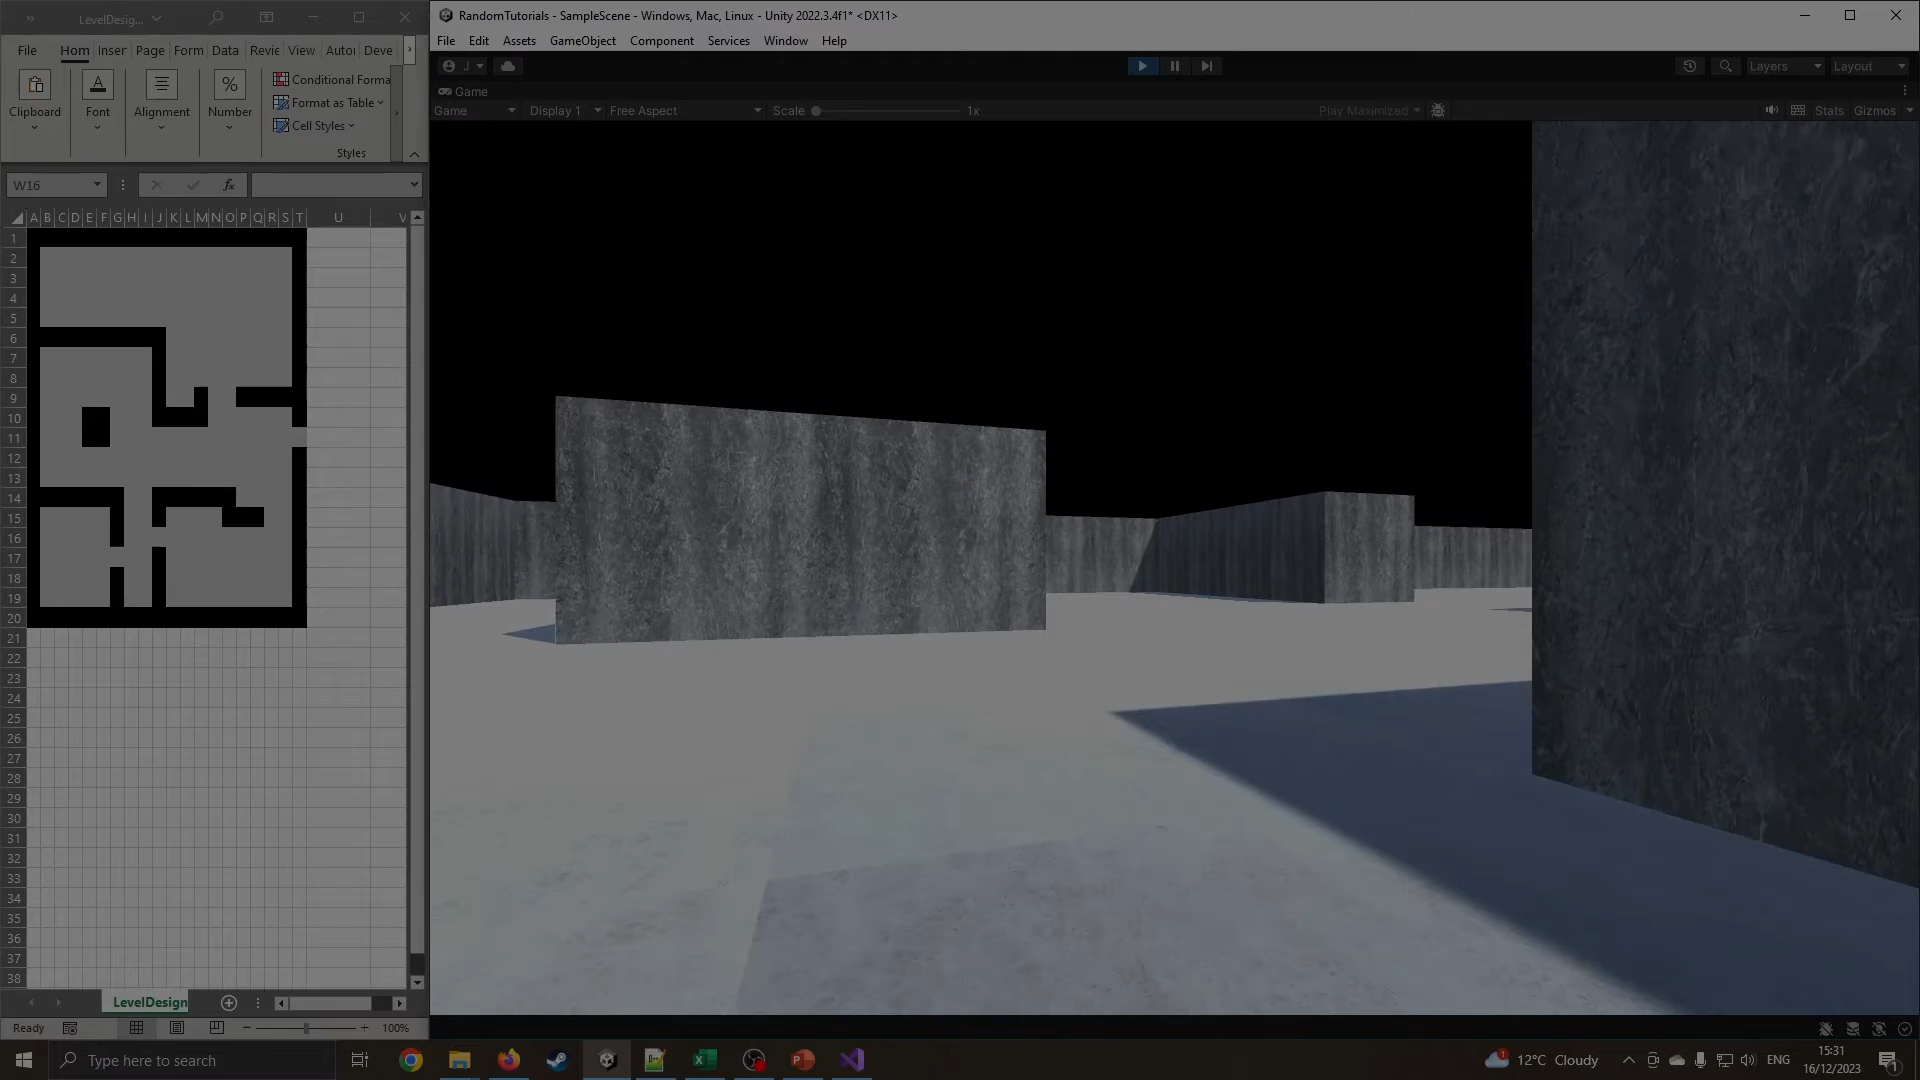 LevelDesig...
File Hom Inser Page Form Data Revie View Autor Deve
Clipboard
Font
Alignment
Number
Conditional Forma
Format as Table
Cell Styles
Styles
W16
fx
A B C D E F G H I J K L M N O P Q R S T U V
1
2
3
4
5
6
7
8
9
10
11
12
13
14
15
16
17
18
19
20
21
22
23
24
25
26
27
28
29
30
31
32
33
34
35
36
37
38
LevelDesign
Ready
100%
RandomTutorials - SampleScene - Windows, Mac, Linux - Unity 2022.3.4f1* <DX11>
File Edit Assets GameObject Component Services Window Help
J
Layers
Layout
Game
Game Display 1 Free Aspect Scale 1x Play Maximized Stats Gizmos
Type here to search
12°C Cloudy
ENG
15:31
16/12/2023